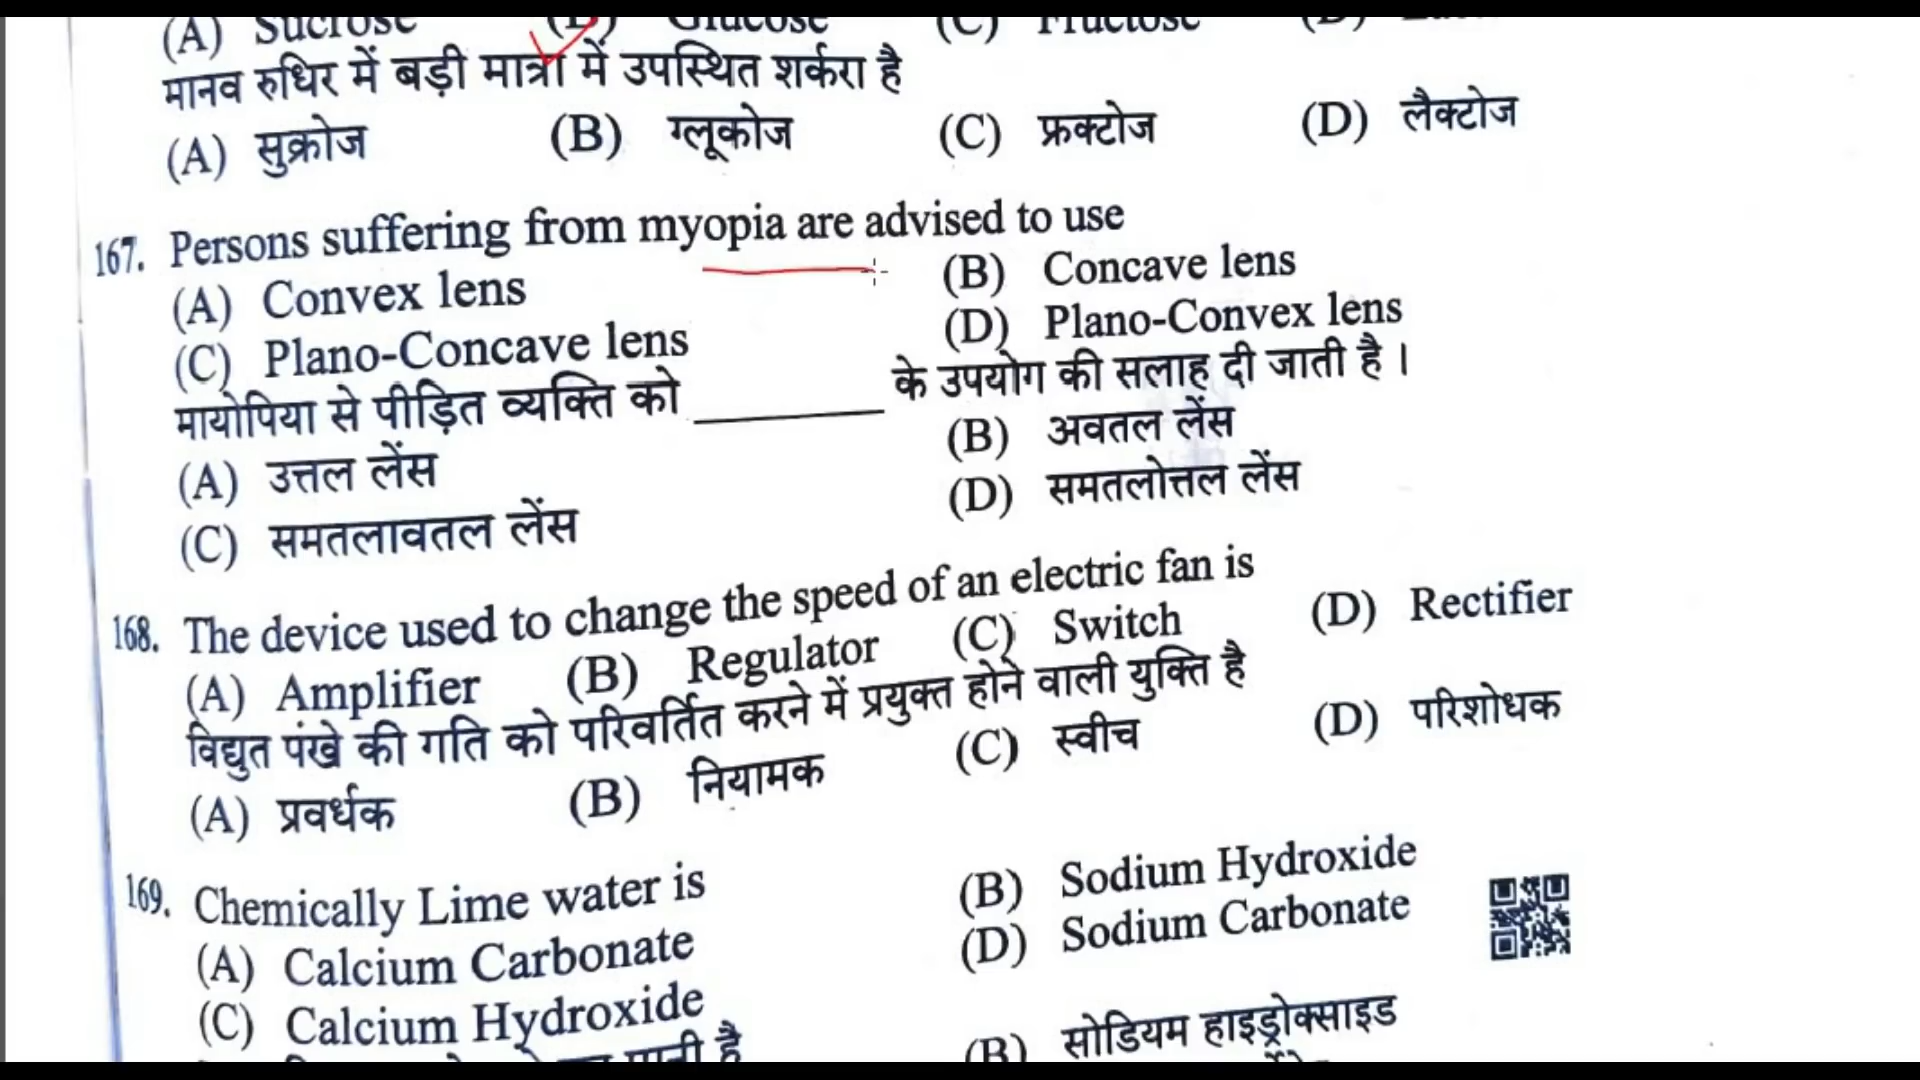 (A) Sucrose (B) Glucose (C) Fructose (D)
मानव रुधिर में बड़ी मात्रा में उपस्थित शर्करा है
(A) सुक्रोज (B) ग्लूकोज (C) फ्रक्टोज (D) लैक्टोज
167. Persons suffering from myopia are advised to use
(A) Convex lens (B) Concave lens
(C) Plano-Concave lens (D) Plano-Convex lens
मायोपिया से पीड़ित व्यक्ति को ________ के उपयोग की सलाह दी जाती है ।
(A) उत्तल लेंस (B) अवतल लेंस
(C) समतलावतल लेंस (D) समतलोत्तल लेंस
168. The device used to change the speed of an electric fan is
(A) Amplifier (B) Regulator (C) Switch (D) Rectifier
विद्युत पंखे की गति को परिवर्तित करने में प्रयुक्त होने वाली युक्ति है
(A) प्रवर्धक (B) नियामक (C) स्वीच (D) परिशोधक
169. Chemically Lime water is
(A) Calcium Carbonate (B) Sodium Hydroxide
(C) Calcium Hydroxide (D) Sodium Carbonate
पानी है
(B) सोडियम हाइड्रोक्साइड